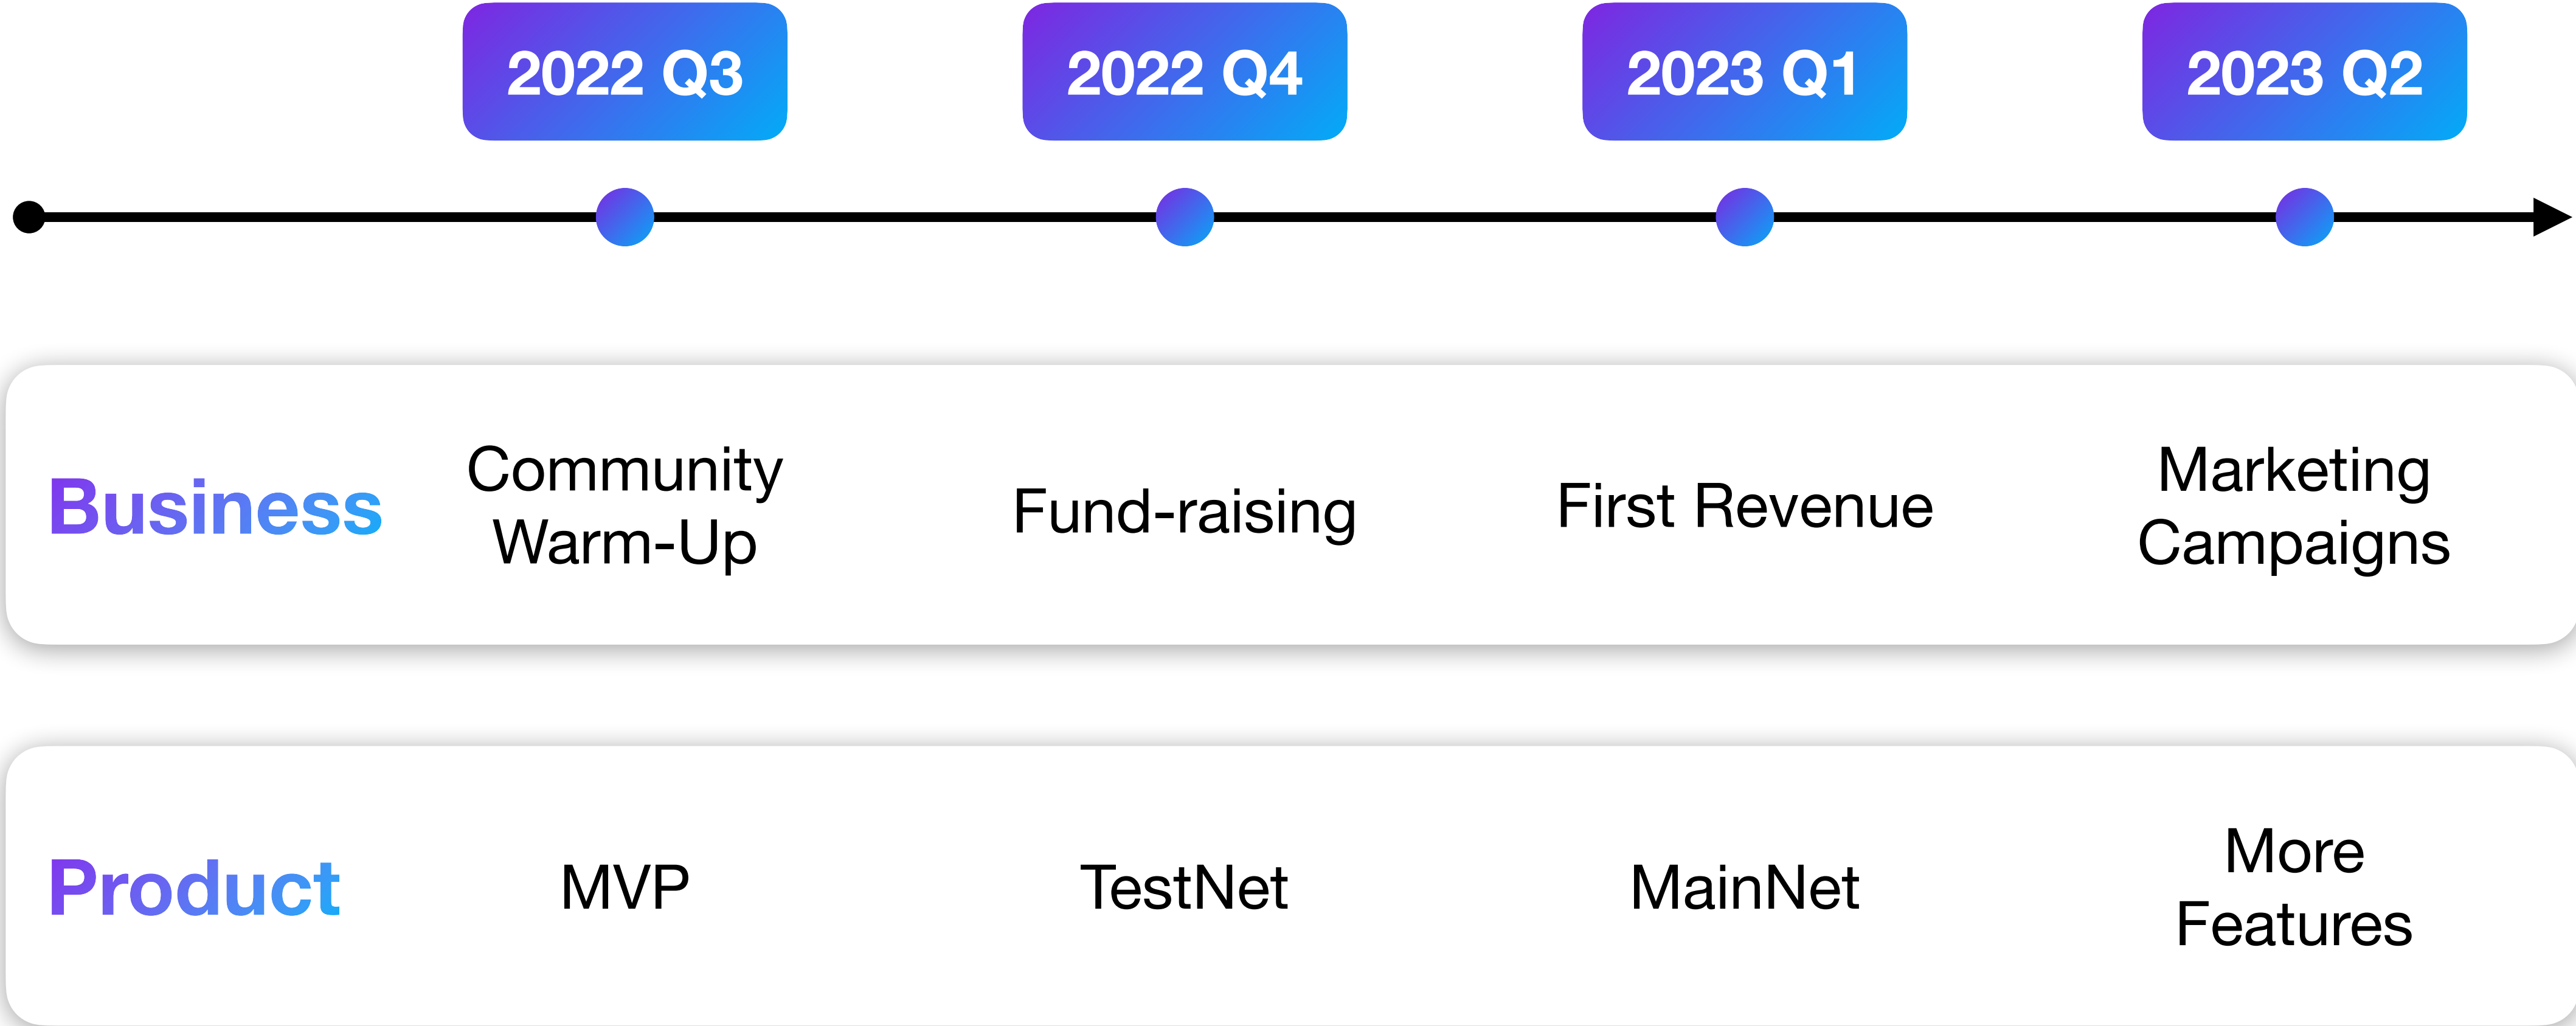 2022 Q3 2022 Q4 2023 Q1 2023 Q2
Business
Community
Warm-Up
Fund-raising
First Revenue
Marketing
Campaigns
Product
MVP
TestNet
MainNet
More
Features